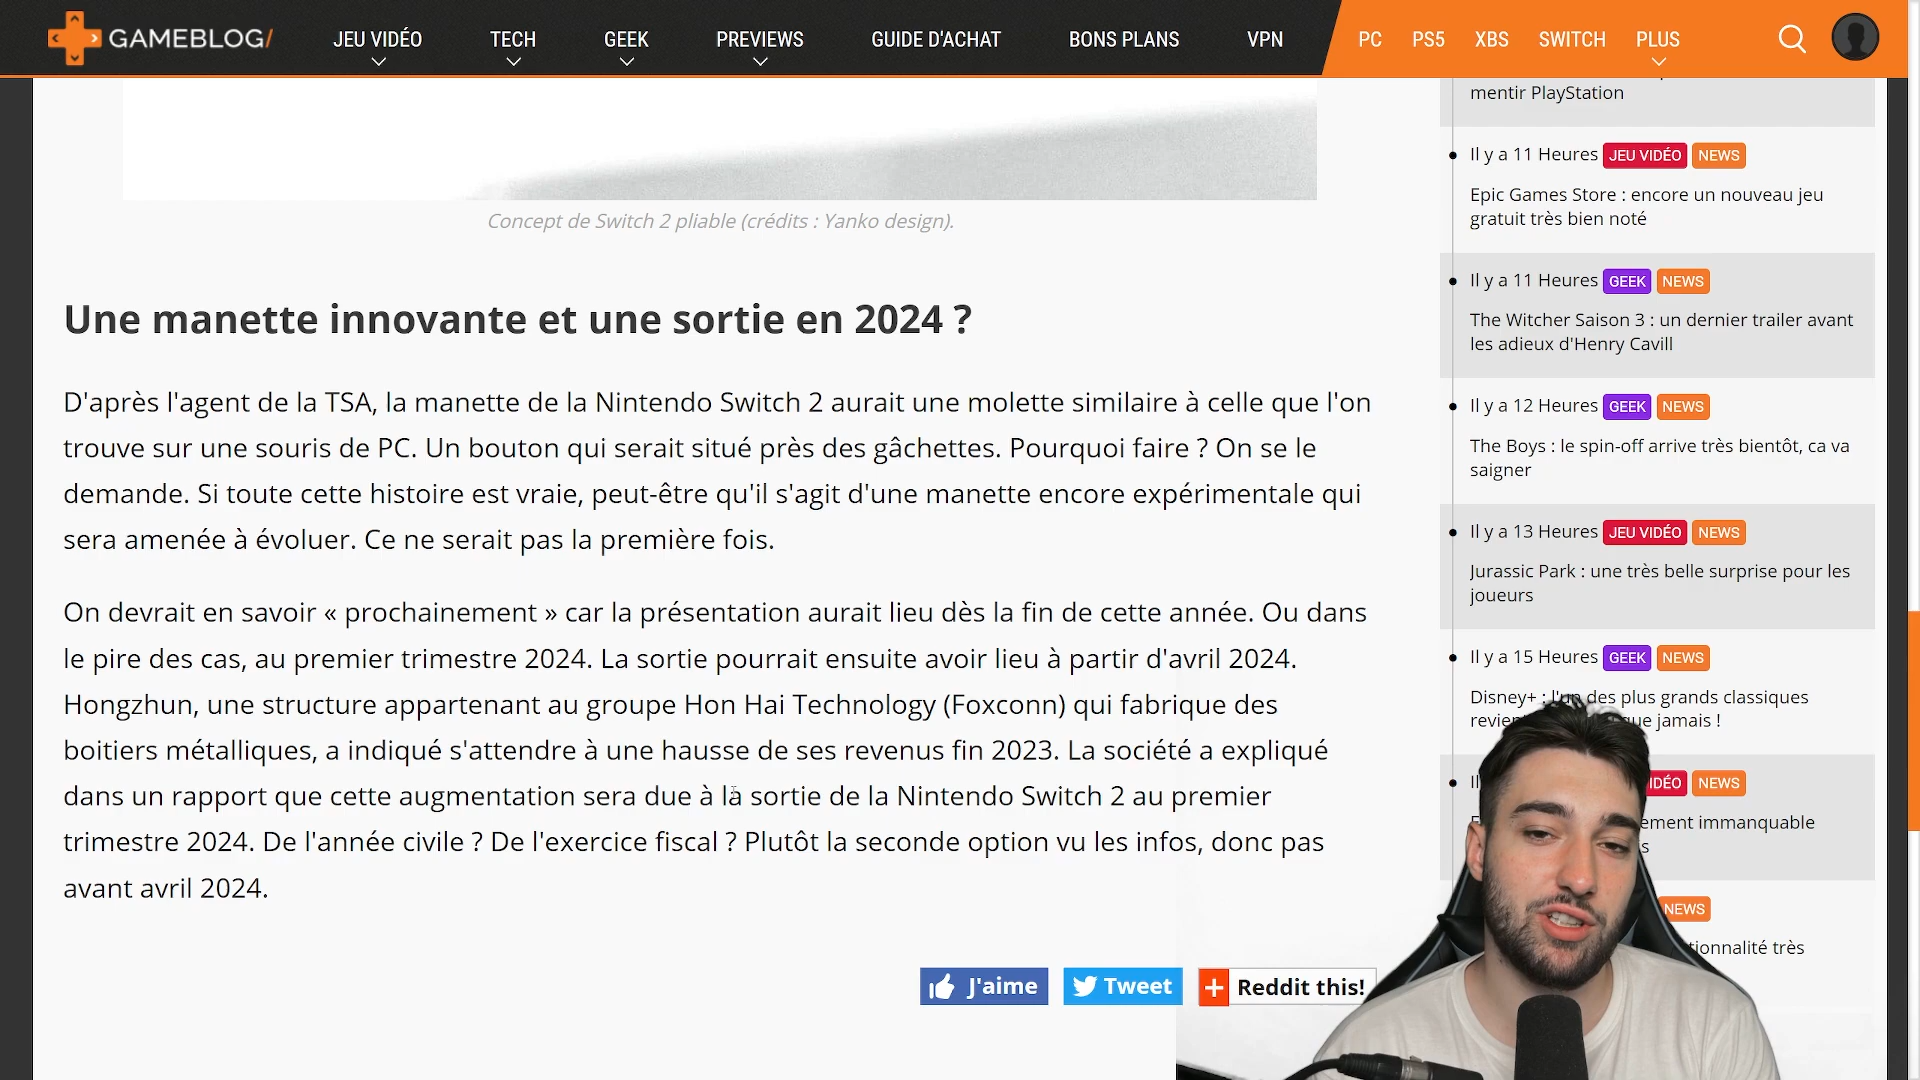 GAMEBLOG/
JEU VIDÉO
TECH
GEEK
PREVIEWS
GUIDE D'ACHAT
BONS PLANS
VPN
PC
PS5
XBS
SWITCH
PLUS
Concept de Switch 2 pliable (crédits : Yanko design).
Une manette innovante et une sortie en 2024 ?
D'après l'agent de la TSA, la manette de la Nintendo Switch 2 aurait une molette similaire à celle que l'on
trouve sur une souris de PC. Un bouton qui serait situé près des gâchettes. Pourquoi faire ? On se le
demande. Si toute cette histoire est vraie, peut-être qu'il s'agit d'une manette encore expérimentale qui
sera amenée à évoluer. Ce ne serait pas la première fois.
On devrait en savoir « prochainement » car la présentation aurait lieu dès la fin de cette année. Ou dans
le pire des cas, au premier trimestre 2024. La sortie pourrait ensuite avoir lieu à partir d'avril 2024.
Hongzhun, une structure appartenant au groupe Hon Hai Technology (Foxconn) qui fabrique des
boitiers métalliques, a indiqué s'attendre à une hausse de ses revenus fin 2023. La société a expliqué
dans un rapport que cette augmentation sera due à la sortie de la Nintendo Switch 2 au premier
trimestre 2024. De l'année civile ? De l'exercice fiscal ? Plutôt la seconde option vu les infos, donc pas
avant avril 2024.
J'aime
Tweet
Reddit this!
mentir PlayStation
Il y a 11 Heures JEU VIDÉO NEWS
Epic Games Store : encore un nouveau jeu
gratuit très bien noté
Il y a 11 Heures GEEK NEWS
The Witcher Saison 3 : un dernier trailer avant
les adieux d'Henry Cavill
Il y a 12 Heures GEEK NEWS
The Boys : le spin-off arrive très bientôt, ca va
saigner
Il y a 13 Heures JEU VIDÉO NEWS
Jurassic Park : une très belle surprise pour les
joueurs
Il y a 15 Heures GEEK NEWS
Disney+ : l'un des plus grands classiques
que jamais !
NEWS
immanquable
NEWS
très